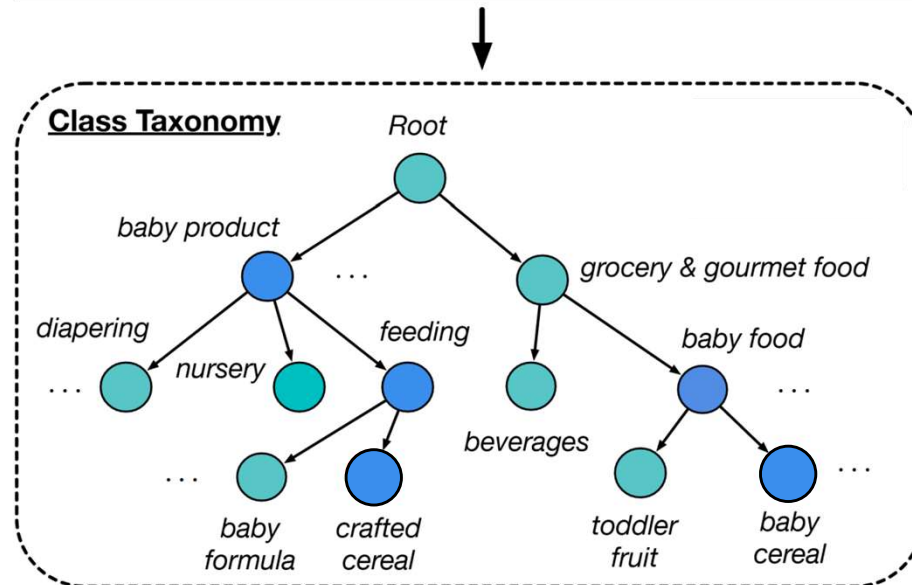 Class Taxonomy
Root
baby product
...
grocery & gourmet food
diapering
feeding
baby food
...
nursery
...
beverages
...
...
baby
formula
crafted
cereal
toddler
fruit
baby
cereal